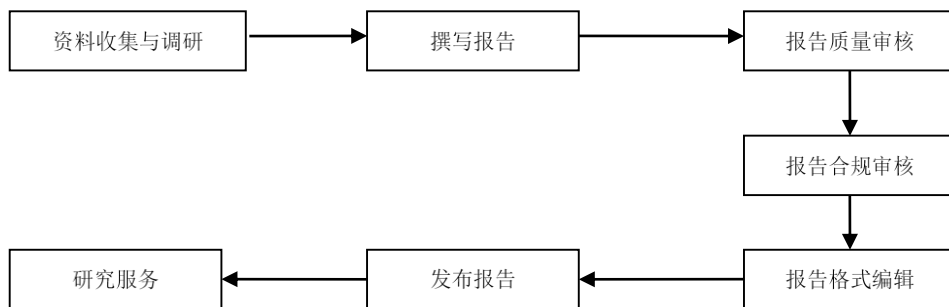 资料收集与调研
撰写报告
报告质量审核
报告合规审核
报告格式编辑
发布报告
研究服务